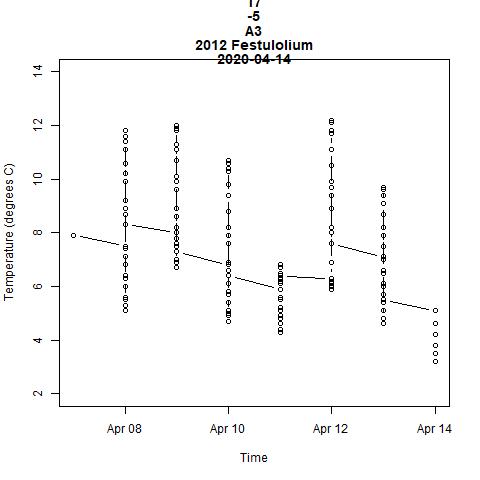 17
-5
A3
2012 Festulolium
2020-04-14
Temperature (degrees C)
14
12
10
8
6
4
2
Apr 08
Apr 10
Apr 12
Apr 14
Time